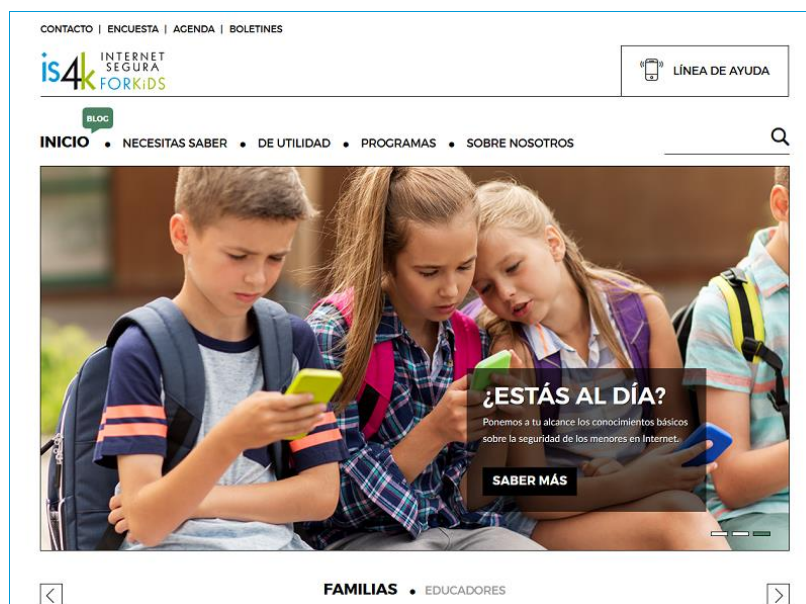 CONTACTO | ENCUESTA | AGENDA | BOLETINES
is4k INTERNET
SEGURA
FORKiDS
LÍNEA DE AYUDA
BLOG
INICIO • NECESITAS SABER • DE UTILIDAD • PROGRAMAS • SOBRE NOSOTROS
¿ESTÁS AL DÍA?
Ponemos a tu alcance los conocimientos básicos
sobre la seguridad de los menores en Internet.
SABER MÁS
FAMILIAS • EDUCADORES